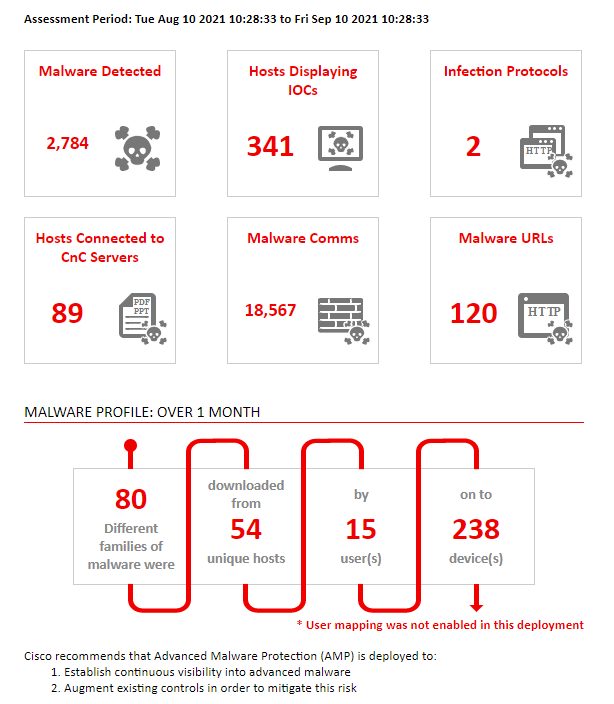 Assessment Period: Tue Aug 10 2021 10:28:33 to Fri Sep 10 2021 10:28:33
Malware Detected
2,784
Hosts Displaying
IOCs
341
Infection Protocols
2
HTTP
Hosts Connected to
CnC Servers
89
PDF
PPT
Malware Comms
18,567
Malware URLs
120
HTTP
MALWARE PROFILE: OVER 1 MONTH
80
Different
families of
malware were
downloaded
from
54
unique hosts
by
15
user(s)
on to
238
device(s)
* User mapping was not enabled in this deployment
Cisco recommends that Advanced Malware Protection (AMP) is deployed to:
1. Establish continuous visibility into advanced malware
2. Augment existing controls in order to mitigate this risk